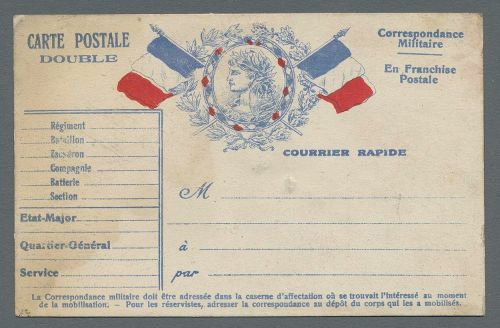 CARTE POSTALE
DOUBLE
Correspondance
Militaire
En Franchise
Postale
COURRIER RAPIDE
Régiment
Bataillon
Escadron
Compagnie
Batterie
Section
Etat-Major
Quartier-Général
Service
M
à
par
La Correspondance militaire doit être adressée dans la caserne d'affectation où se trouvait l'intéressé au moment
de la mobilisation. — Pour les réservistes, adresser la correspondance au dépôt du corps qui les a mobilisés.